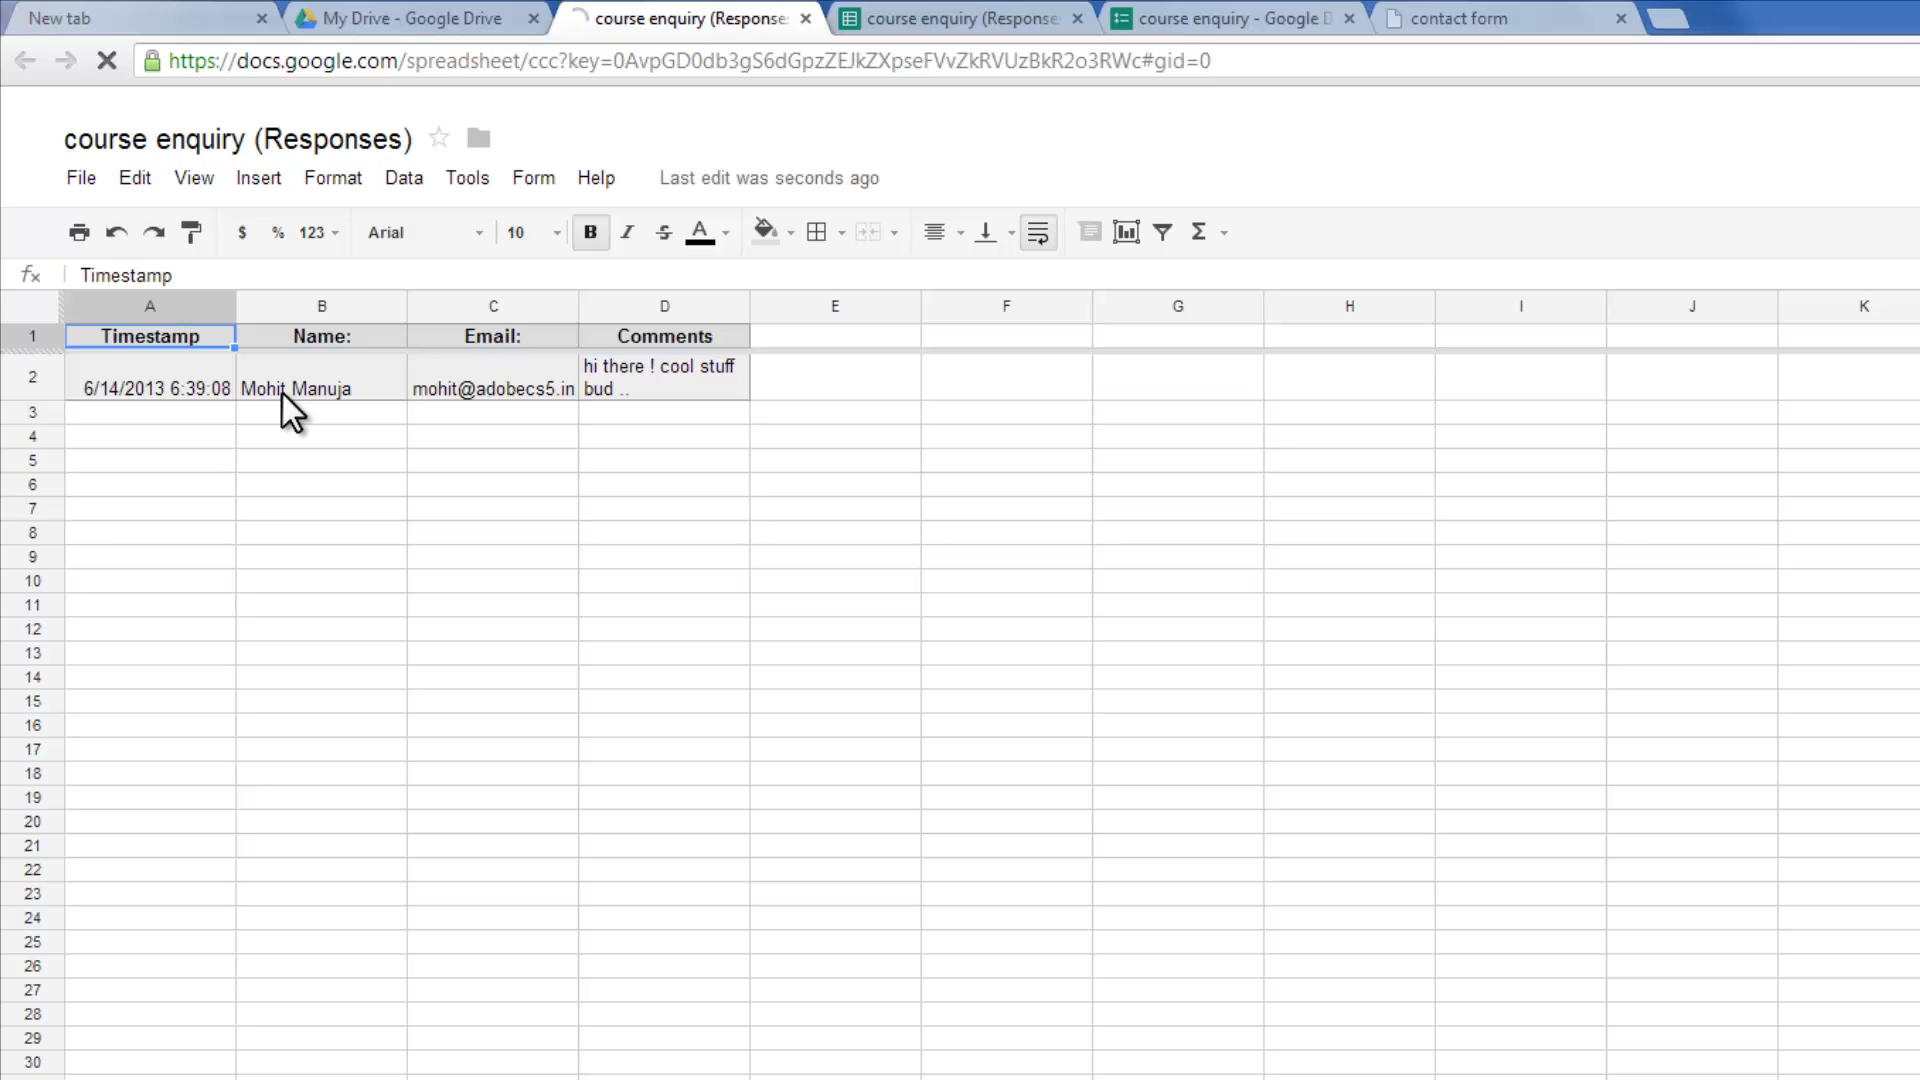 New tab
My Drive - Google Drive
course enquiry (Response
course enquiry (Response
course enquiry - Google D
contact form
https://docs.google.com/spreadsheet/ccc?key=0AvpGD0db3gS6dGpzZEJkZXpseFVvZkRVUzBkR2o3RWc#gid=0
course enquiry (Responses)
File Edit View Insert Format Data Tools Form Help Last edit was seconds ago
$ % 123 Arial 10 B I S A Σ
fx Timestamp
A B C D E F G H I J K
1 Timestamp Name: Email: Comments
2 6/14/2013 6:39:08 Mohit Manuja mohit@adobecs5.in hi there ! cool stuff
bud ..
3
4
5
6
7
8
9
10
11
12
13
14
15
16
17
18
19
20
21
22
23
24
25
26
27
28
29
30